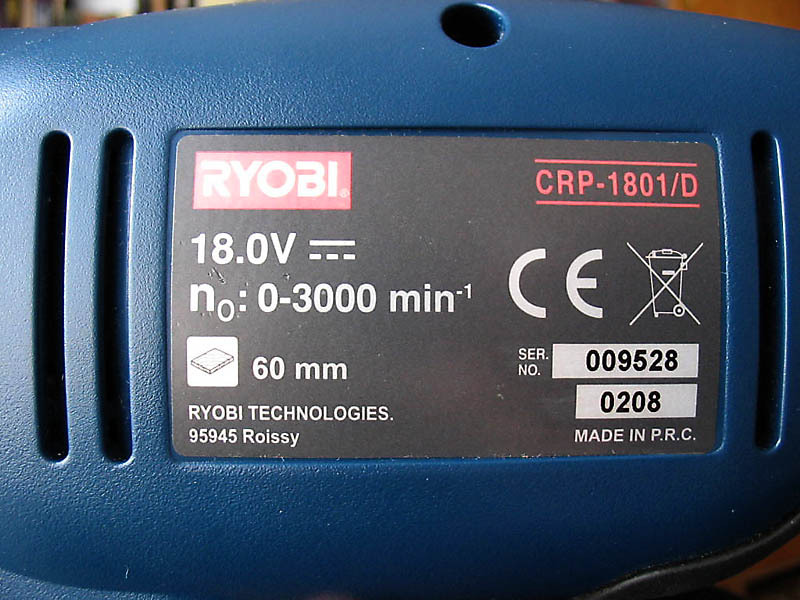 RYOBI®
CRP-1801/D
18.0V
n₀: 0-3000 min⁻¹
CE
60 mm
SER. NO. 009528
0208
RYOBI TECHNOLOGIES.
95945 Roissy
MADE IN P.R.C.